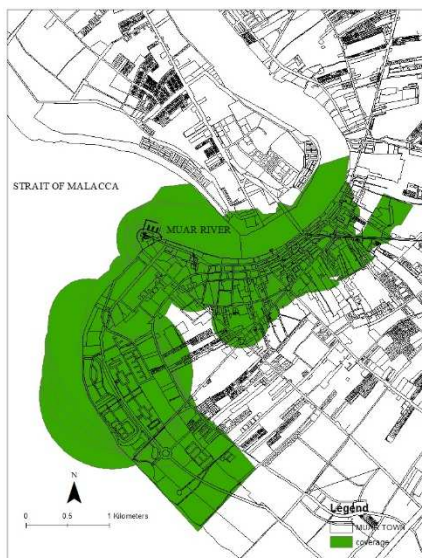 STRAIT OF MALACCA
MUAR RIVER
N
0 0.5 1 Kilometers
Legend
MUAR TOWN
coverage